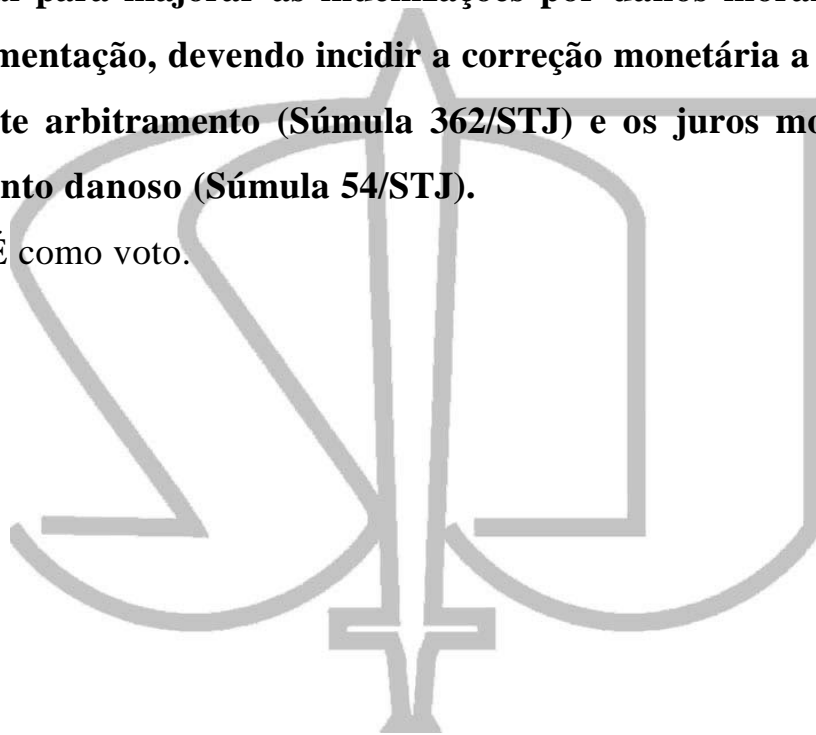 para majorar as indenizações por danos
mentação, devendo incidir a correção monetária a
te arbitramento (Súmula 362/STJ) e os juros mo
nto danoso (Súmula 54/STJ).
É como voto.